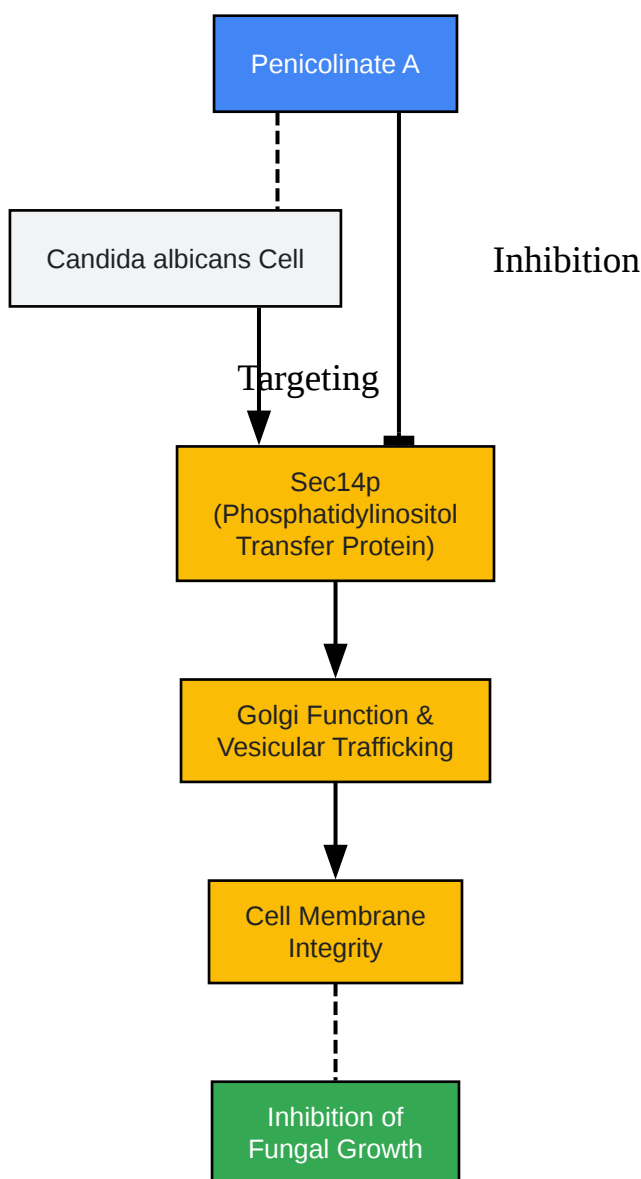 Penicolinate A
Candida albicans Cell
Inhibition
Targeting
Sec14p
(Phosphatidylinositol
Transfer Protein)
Golgi Function &
Vesicular Trafficking
Cell Membrane
Integrity
Inhibition of
Fungal Growth